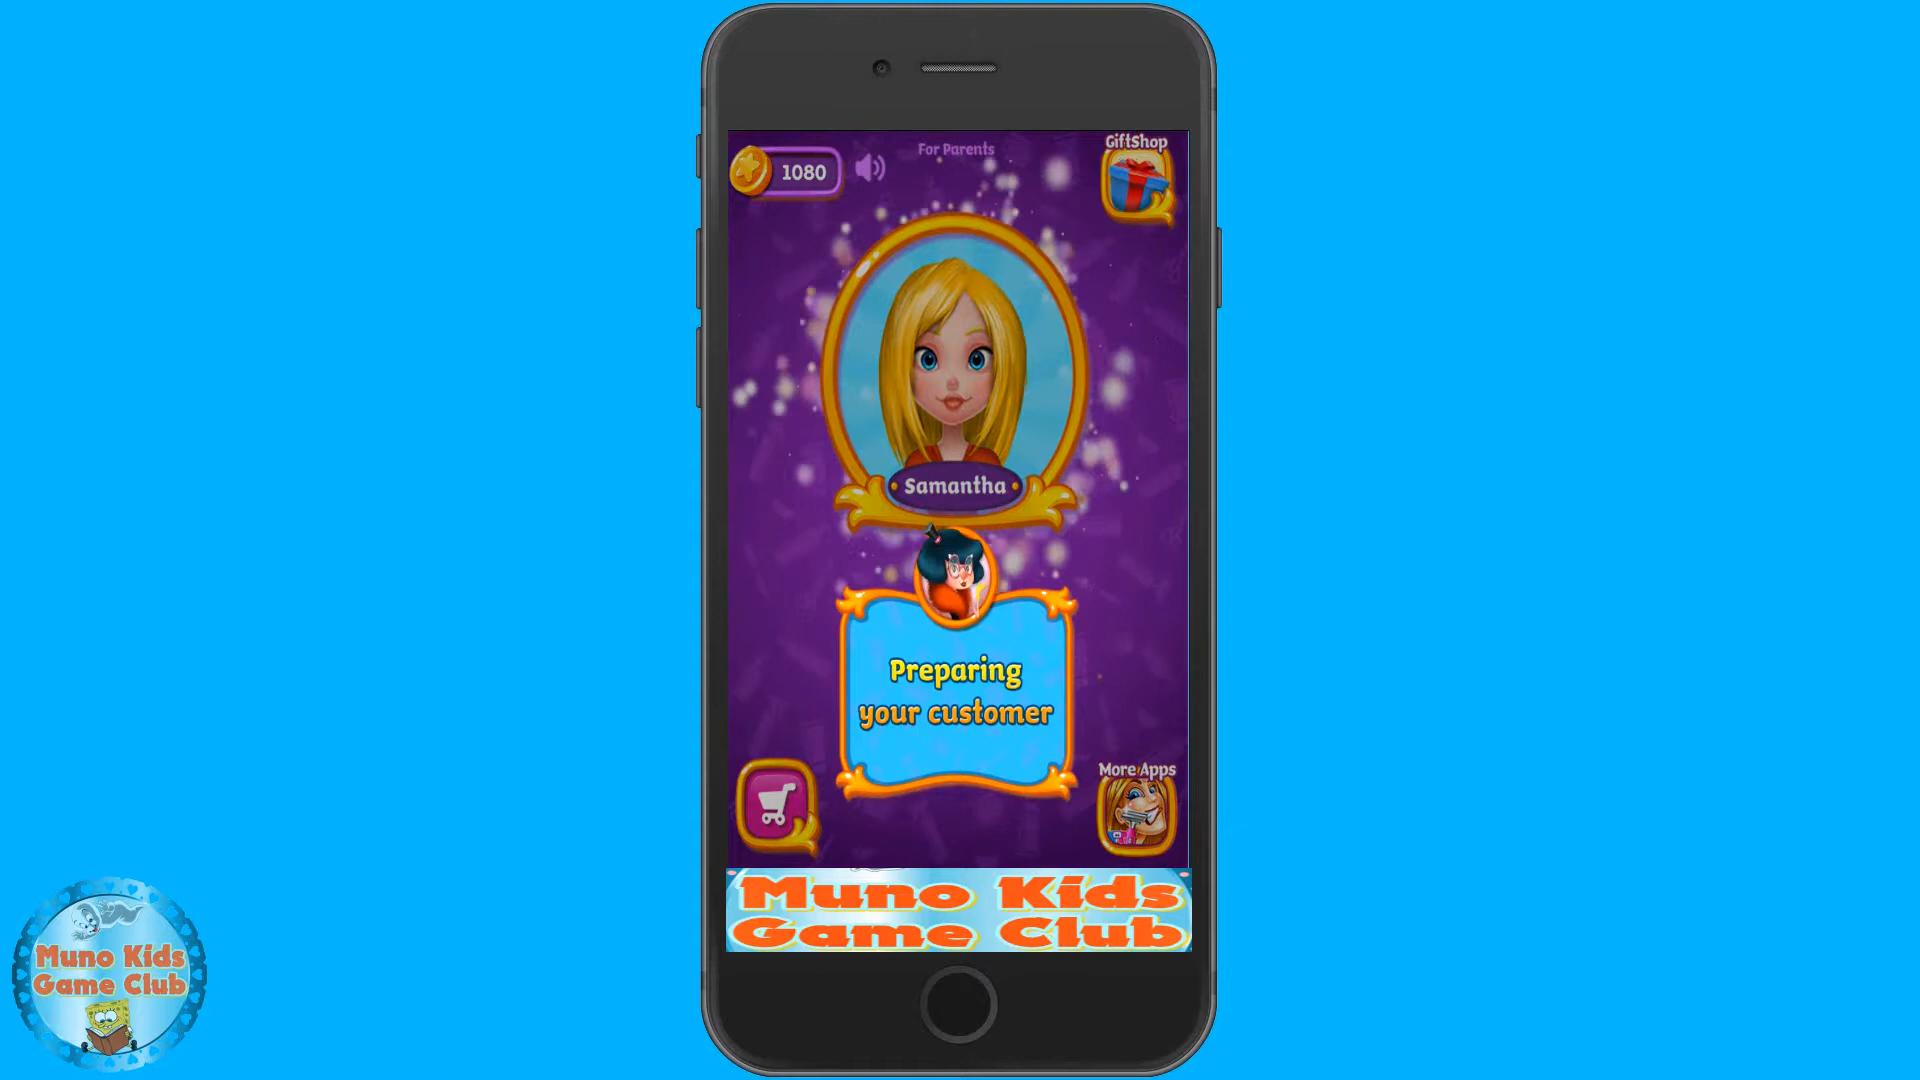 For Parents
GiftShop
1080
Samantha
Preparing
your customer
More Apps
Muno Kids
Game Club
Muno Kids
Game Club